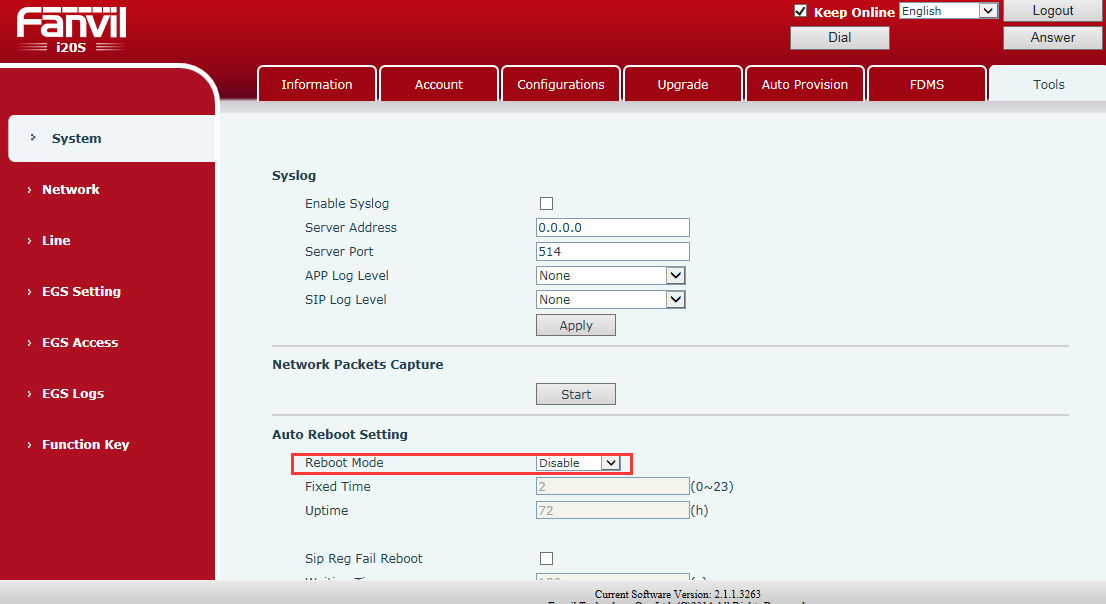 Fanvil
i20S
Keep Online English Logout
Dial Answer
Information Account Configurations Upgrade Auto Provision FDMS Tools
System
Network
Line
EGS Setting
EGS Access
EGS Logs
Function Key
Syslog
Enable Syslog
Server Address 0.0.0.0
Server Port 514
APP Log Level None
SIP Log Level None
Apply
Network Packets Capture
Start
Auto Reboot Setting
Reboot Mode Disable
Fixed Time 2 (0~23)
Uptime 72 (h)
Sip Reg Fail Reboot
Current Software Version: 2.1.1.3263